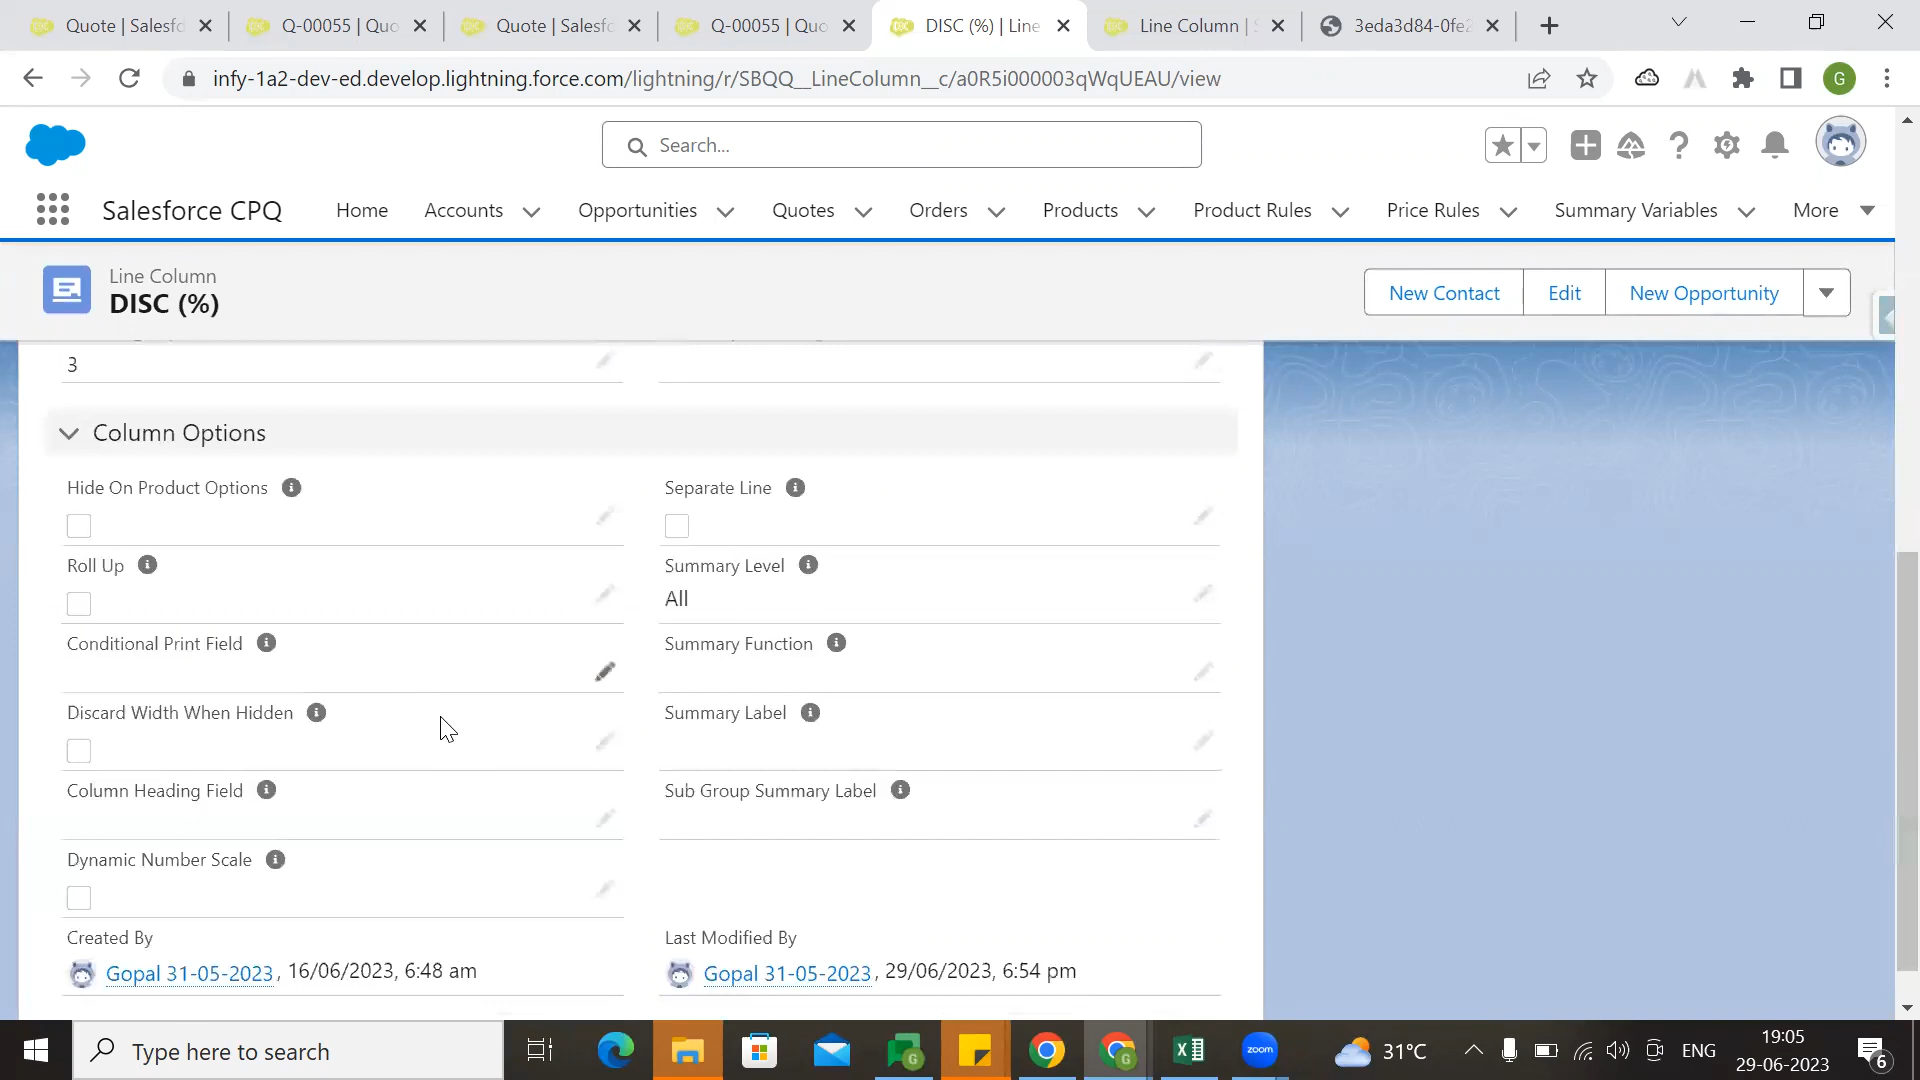 Quote | Salesfo
Q-00055 | Quo
Quote | Salesfo
Q-00055 | Quo
DISC (%) | Line
Line Column | S
3eda3d84-0fe2
infy-1a2-dev-ed.develop.lightning.force.com/lightning/r/SBQQ__LineColumn__c/a0R5i000003qWqUEAU/view
G
Search...
Salesforce CPQ
Home
Accounts
Opportunities
Quotes
Orders
Products
Product Rules
Price Rules
Summary Variables
More
Line Column
DISC (%)
New Contact
Edit
New Opportunity
3
Column Options
Hide On Product Options
Separate Line
Roll Up
Summary Level
All
Conditional Print Field
Summary Function
Discard Width When Hidden
Summary Label
Column Heading Field
Sub Group Summary Label
Dynamic Number Scale
Created By
Last Modified By
Gopal 31-05-2023, 16/06/2023, 6:48 am
Gopal 31-05-2023, 29/06/2023, 6:54 pm
Type here to search
zoom
31°C
ENG
19:05
29-06-2023
6